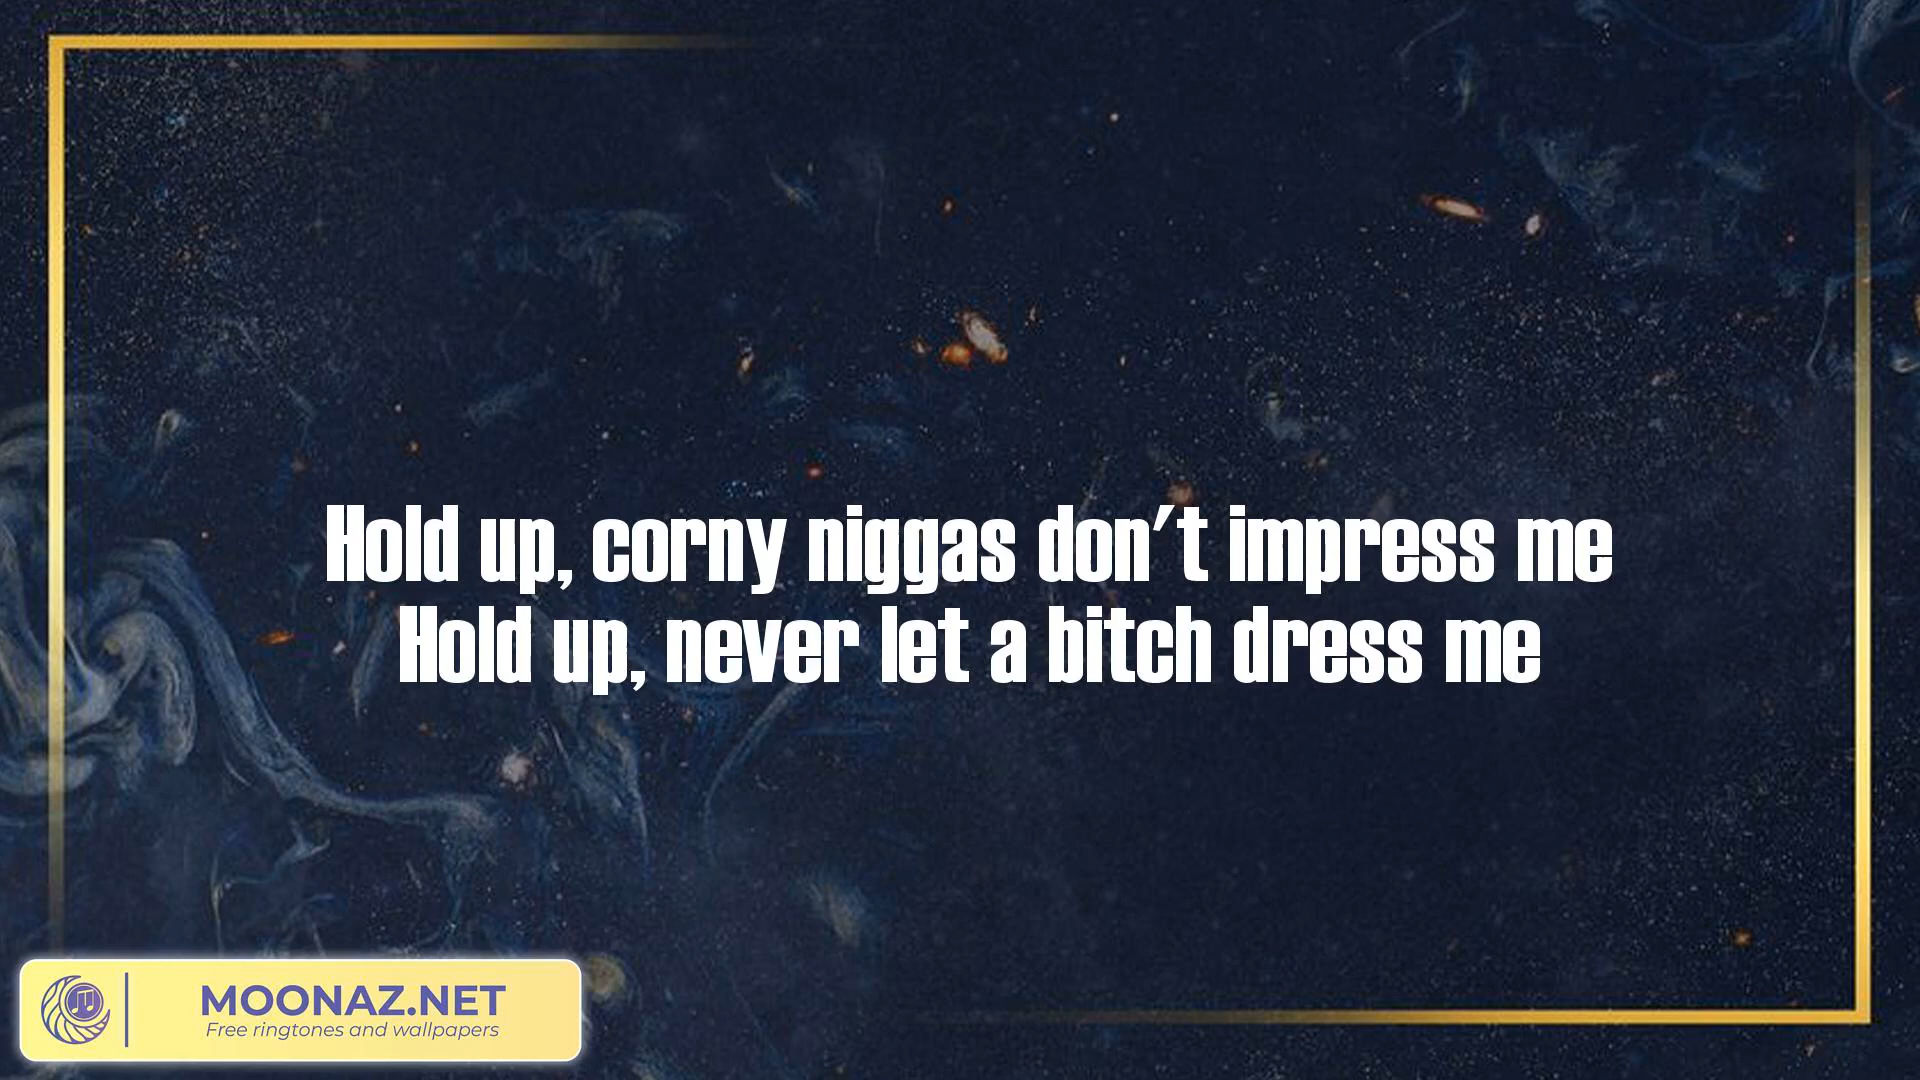 Hold up, corny niggas don't impress me
Hold up, never let a bitch dress me
MOONAZ.NET
Free ringtones and wallpapers